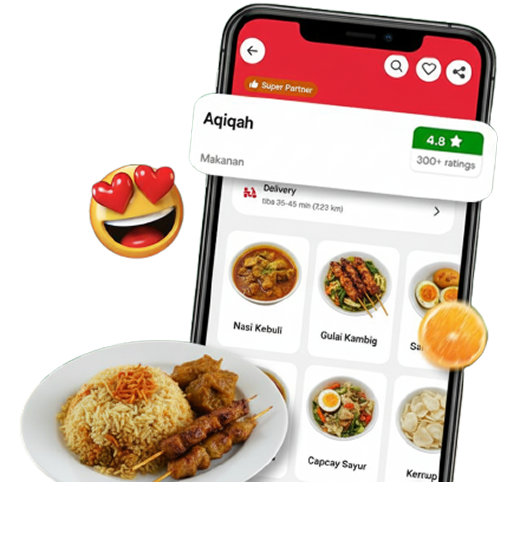 Super Partner
Aqiqah
4.8
Makanan
300+ ratings
Delivery
tiba 35-45 min (7.23 km)
Nasi Kebuli
Gulai Kambig
Sa
Capcay Sayur
Kerrup